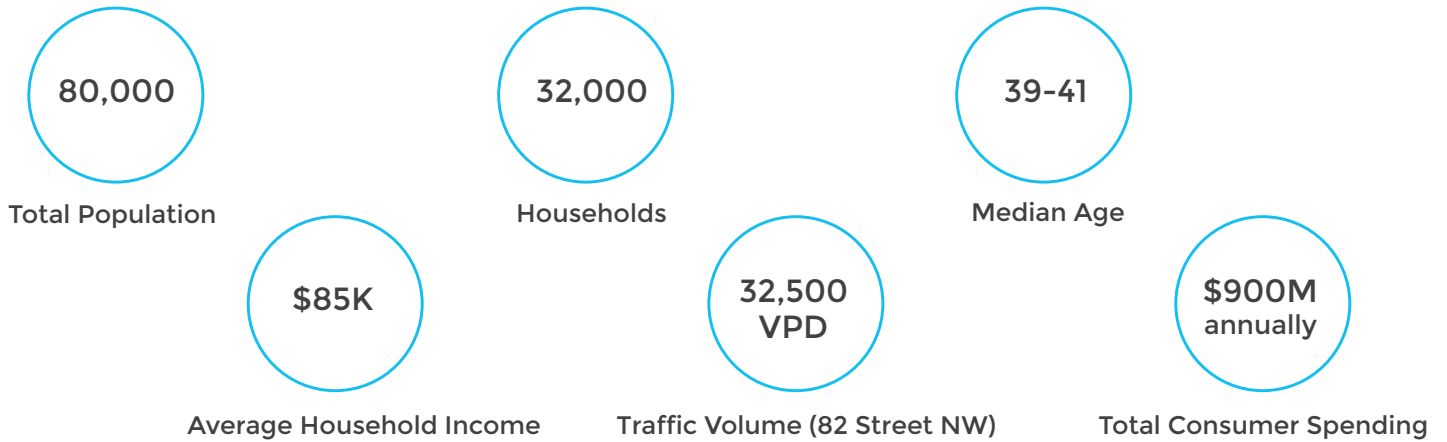 80,000
Total Population
32,000
Households
39-41
Median Age
$85K
Average Household Income
32,500
VPD
Traffic Volume (82 Street NW)
$900M
annually
Total Consumer Spending